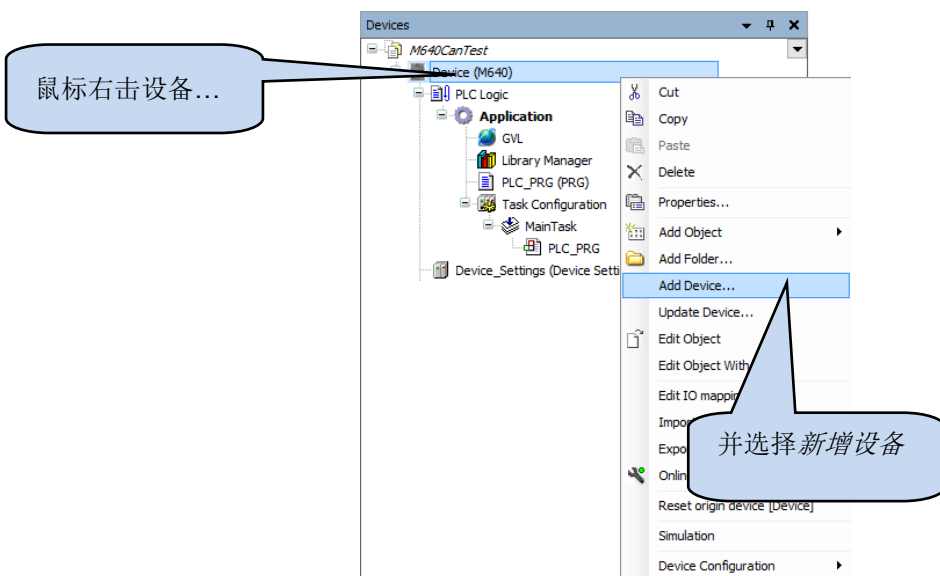 Devices
M640CanTest
鼠标右击设备...
Device (M640)
PLC Logic
Application
GVL
Library Manager
PLC_PRG (PRG)
Task Configuration
MainTask
PLC_PRG
Device_Settings (Device Setti
Cut
Copy
Paste
Delete
Properties...
Add Object
Add Folder...
Add Device...
Update Device...
Edit Object
Edit Object With
Edit IO mappin
Impor
Expo
并选择新增设备
Onlin
Reset origin device [Device]
Simulation
Device Configuration